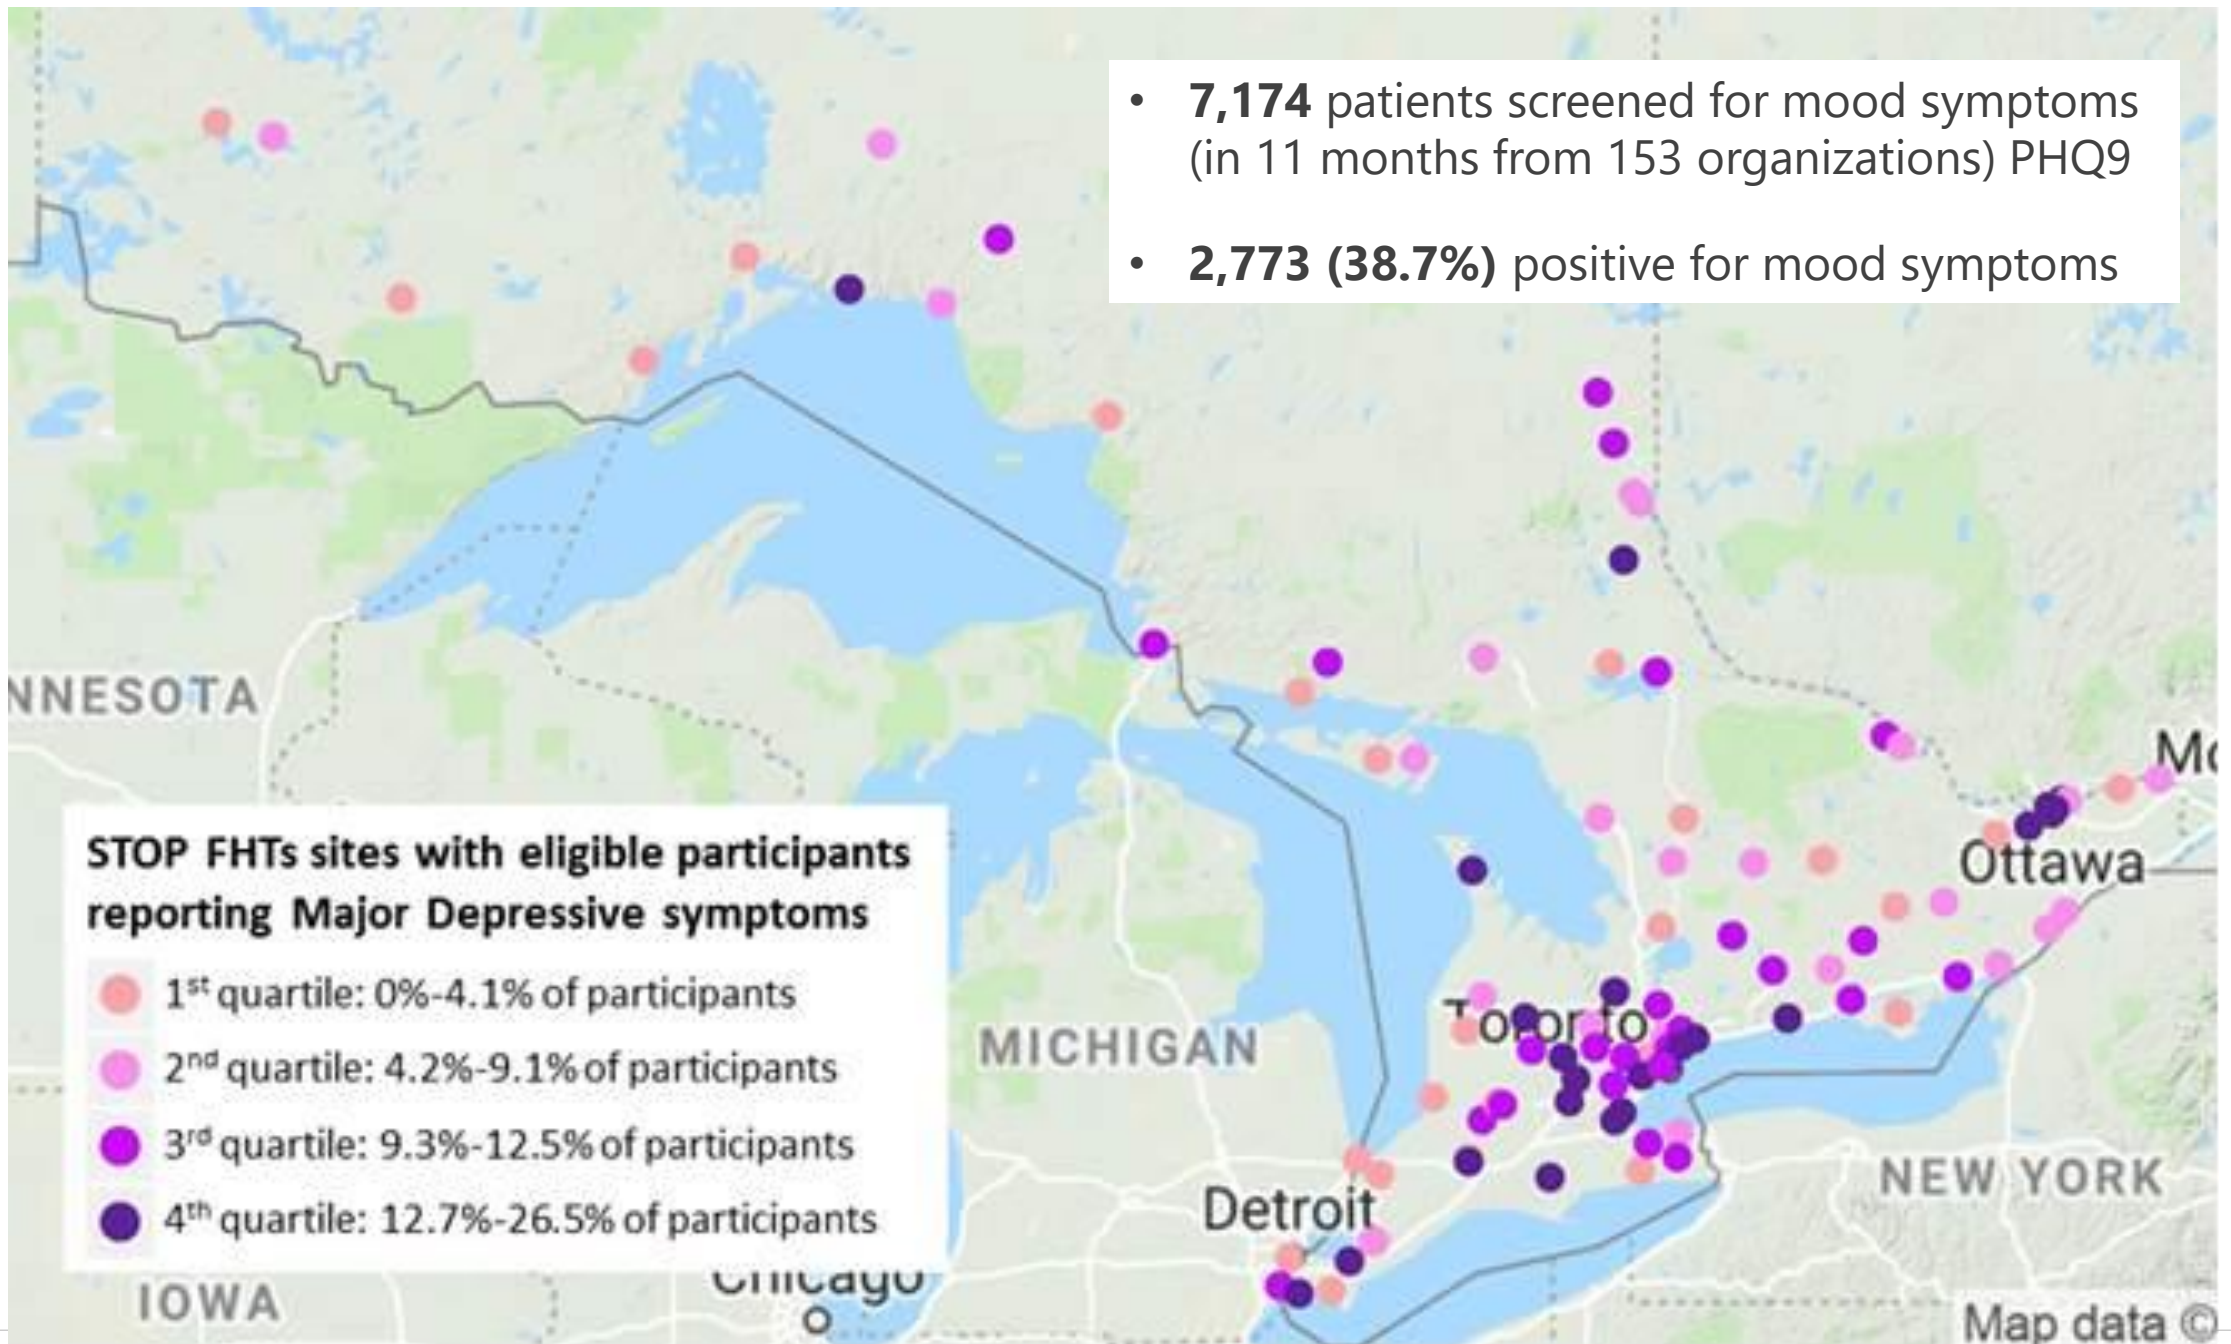 • 7,174 patients screened for mood symptoms
(in 11 months from 153 organizations) PHQ9
• 2,773 (38.7%) positive for mood symptoms
NNESOTA
Mo
Ottawa
STOP FHTs sites with eligible participants
reporting Major Depressive symptoms
1st quartile: 0%-4.1% of participants
2nd quartile: 4.2%-9.1% of participants
3rd quartile: 9.3%-12.5% of participants
4th quartile: 12.7%-26.5% of participants
Toronto
MICHIGAN
NEW YORK
Detroit
Chicago
IOWA
Map data ©